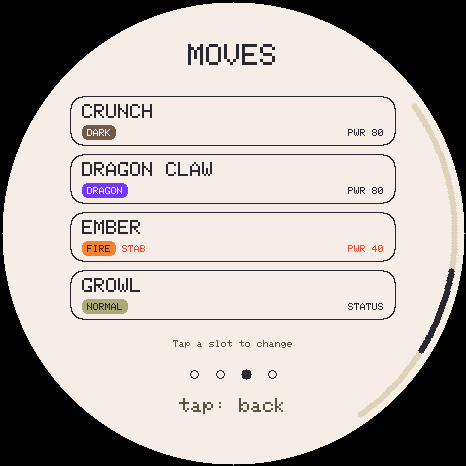 MOVES
CRUNCH
DARK PWR 80
DRAGON CLAW
DRAGON PWR 80
EMBER
FIRE STAB PWR 40
GROWL
NORMAL STATUS
Tap a slot to change
tap: back